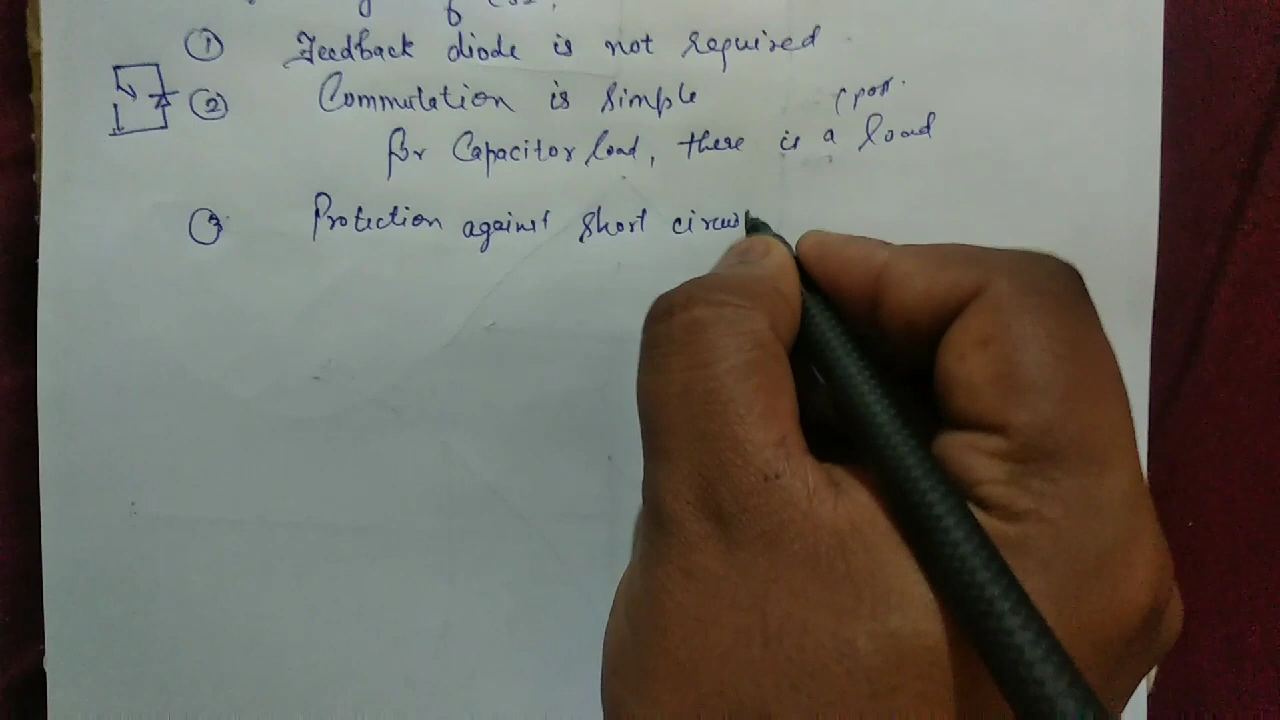 ① Feedback diode is not required
② Commutation is simple
for Capacitor load, there is a load
③ Protection against short circui